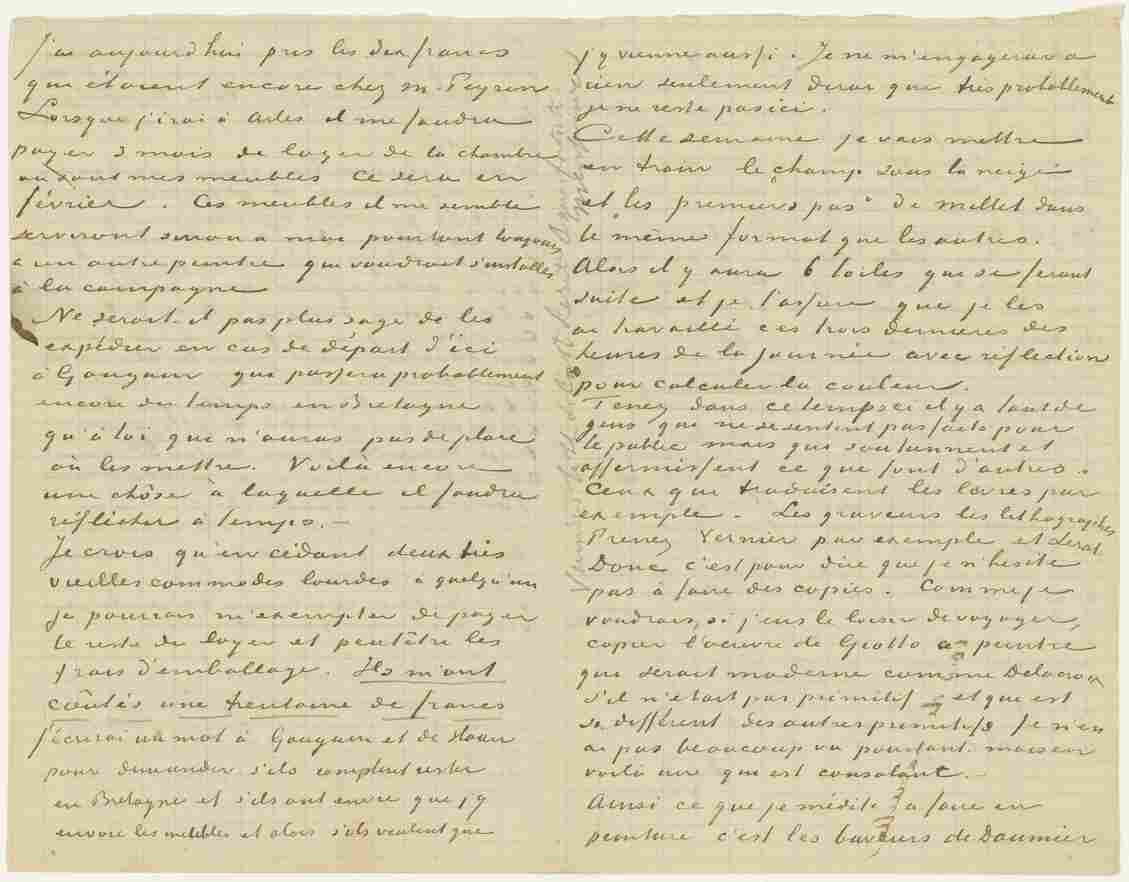 J'ai aujourd'hui pris les dix francs
qui étaient encore chez M. Peyron
Lorsque j'irai à Arles il me faudra
payer 3 mois de loyer de la chambre
où sont mes meubles Ce sera en
février. Ces meubles il me semble
serviront sinon à moi pourtant toujours
à un autre peintre qui voudrait s'installer
à la campagne
Ne serait-il pas plus sage de les
expédier en cas de départ d'ici
à Gauguin qui passera probablement
encore du temps en Bretagne
qu'à toi qui n'auras pas de place
où les mettre. Voilà encore
une chôse à laquelle il faudra
réflechir à temps.—
Je crois qu'en cédant deux très
vieilles commodes lourdes à quelqu'un
je pourrais m'exempter de payer
le reste du loyer et peutêtre les
frais d'emballage. Ils m'ont
coûtés une trentaine de francs
J'écrirai un mot à Gauguin et de Haan
pour demander s'ils comptent rester
en Bretagne et s'ils ont envie que j'y
envoie les meubles et alors s'ils veulent que
j'y vienne aussi. Je ne m'engagerai à
rien seulement dirai que très probablement
je ne reste pas ici.
Cette semaine je vais mettre
en train le champ sous la neige
et les premiers pas de Millet dans
le même format que les autres.
Alors il y aura 6 toiles qui se feront
suite et je t'assure que je les
ai travaillé ces trois dernières des
heures de la journée avec réflection
pour calculer la couleur.
Tenez dans ce temps ci il y a tant de
gens qui ne se sentent pas faits pour
le public mais qui soutiennent et
affermissent ce que font d'autres.
Ceux qui traduisent les livres par
exemple. Les graveurs les lithographes
Prenez Vernier par exemple et Lerat.
Donc c'est pour dire que je n'hesite
pas à faire des copies. Comme je
voudrais, si j'eus le loisir de voyager,
copier l'oeuvre de Giotto ce peintre
qui serait moderne comme Delacroix
s'il n'était pas primitif et qui est
si différent des autres primitifs Je n'en
ai pas beaucoup vu pourtant mais en
voilà un qui est consolant.—
Ainsi ce que je médite à faire en
peinture c'est les buveurs de Daumier